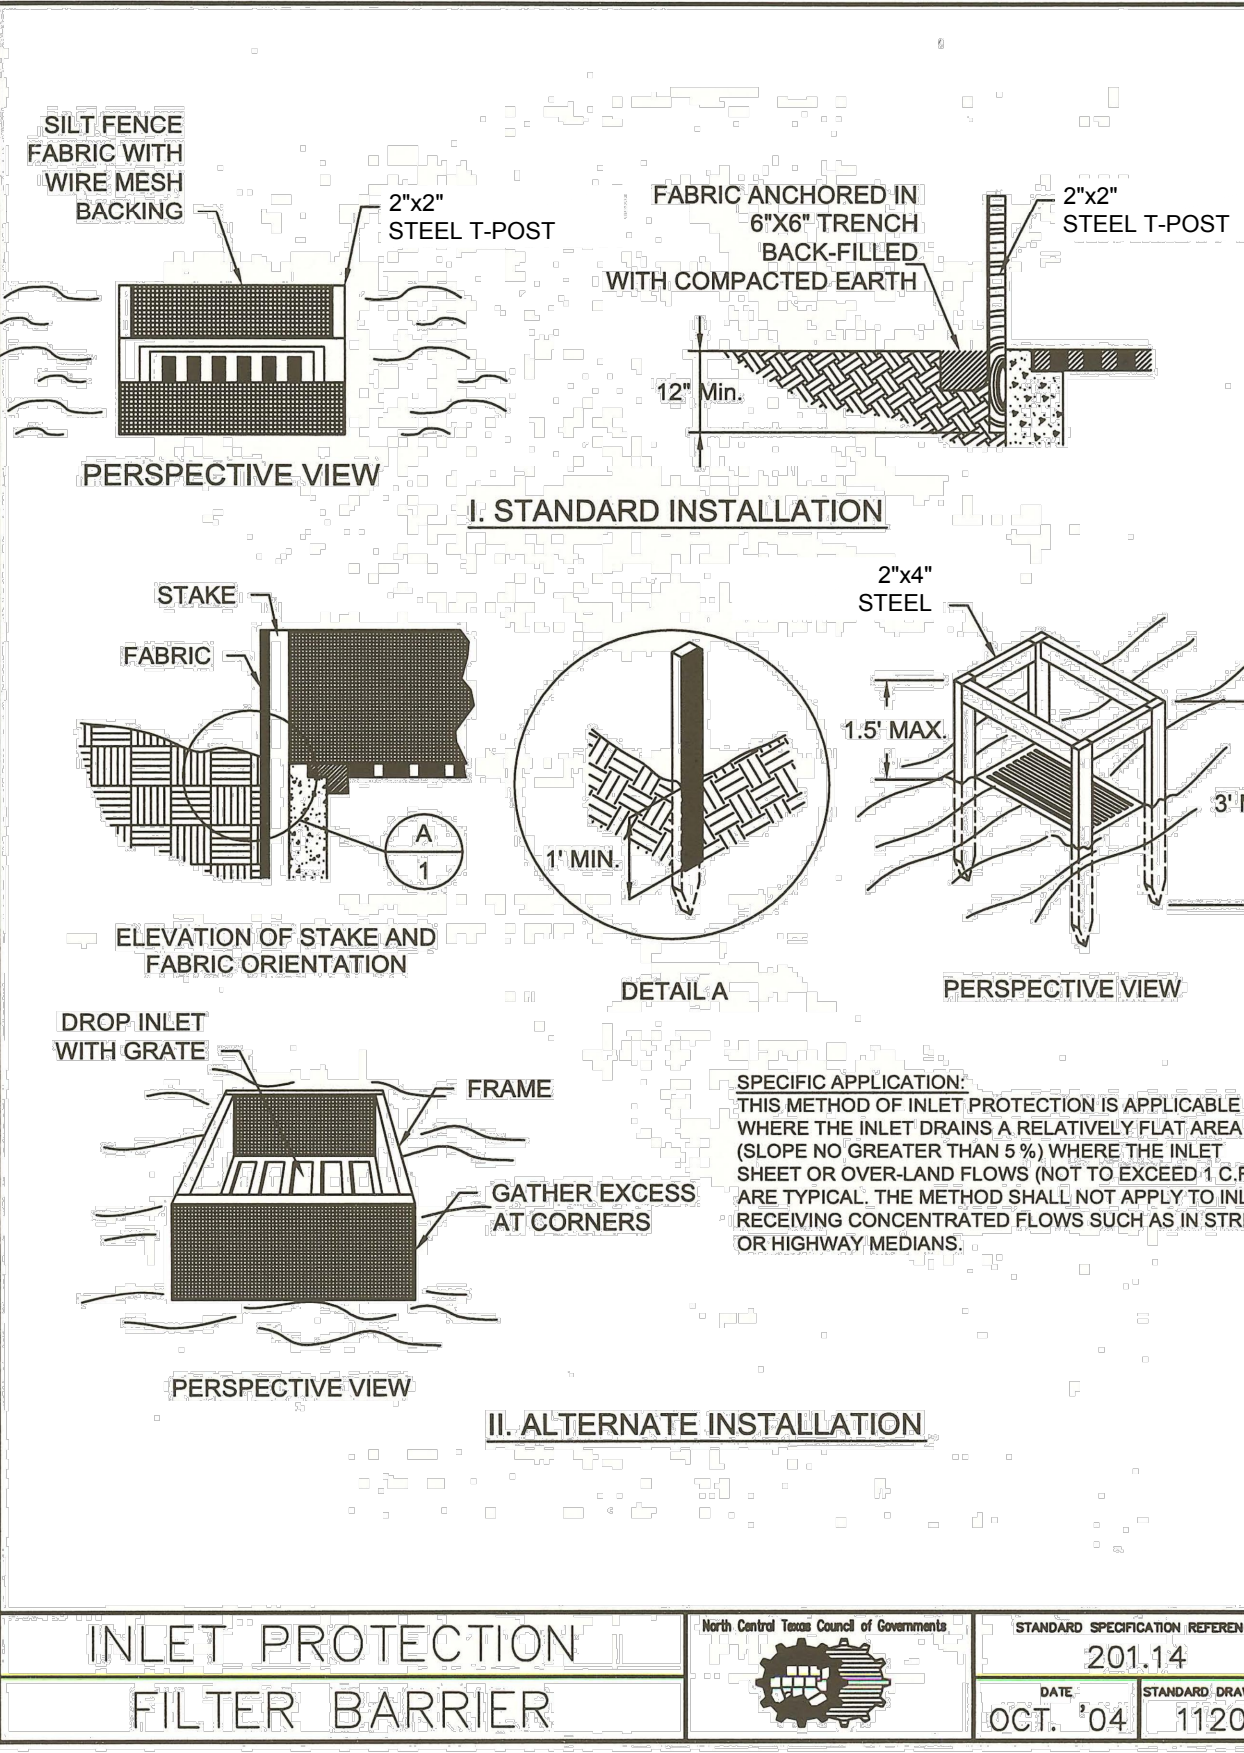 SILT FENCE
FABRIC WITH
WIRE MESH
BACKING
2"x2"
STEEL T-POST
FABRIC ANCHORED IN
6"X6" TRENCH
BACK-FILLED
WITH COMPACTED EARTH
2"x2"
STEEL T-POST
12" Min.
PERSPECTIVE VIEW
I. STANDARD INSTALLATION
STAKE
FABRIC
A
1
ELEVATION OF STAKE AND
FABRIC ORIENTATION
1' MIN.
DETAIL A
2"x4"
STEEL
1.5' MAX.
3'
PERSPECTIVE VIEW
DROP INLET
WITH GRATE
FRAME
GATHER EXCESS
AT CORNERS
PERSPECTIVE VIEW
SPECIFIC APPLICATION:
THIS METHOD OF INLET PROTECTION IS APPLICABLE
WHERE THE INLET DRAINS A RELATIVELY FLAT AREA
(SLOPE NO GREATER THAN 5 %) WHERE THE INLET
SHEET OR OVER-LAND FLOWS (NOT TO EXCEED 1 C.F
ARE TYPICAL. THE METHOD SHALL NOT APPLY TO INL
RECEIVING CONCENTRATED FLOWS SUCH AS IN STRE
OR HIGHWAY MEDIANS.
II. ALTERNATE INSTALLATION
INLET PROTECTION
FILTER BARRIER
North Central Texas Council of Governments
STANDARD SPECIFICATION REFEREN
201.14
DATE
OCT. '04
STANDARD DRAW
1120